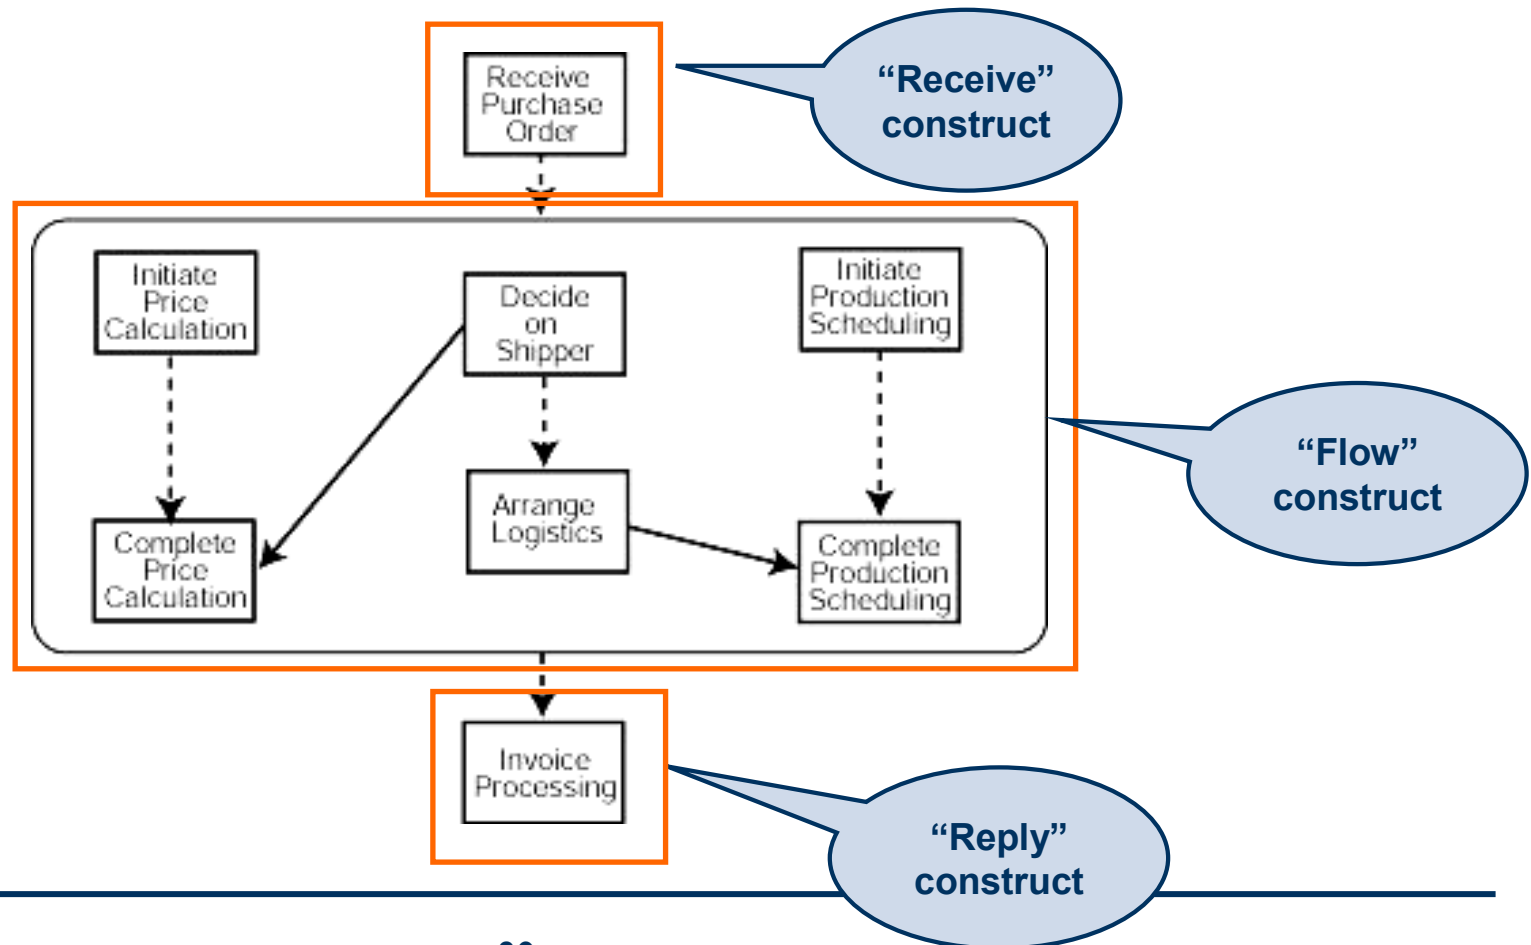 Receive
Purchase
Order
“Receive”
construct
Initiate
Price
Calculation
Decide
on
Shipper
Initiate
Production
Scheduling
Arrange
Logistics
Complete
Price
Calculation
Complete
Production
Scheduling
“Flow”
construct
Invoice
Processing
“Reply”
construct